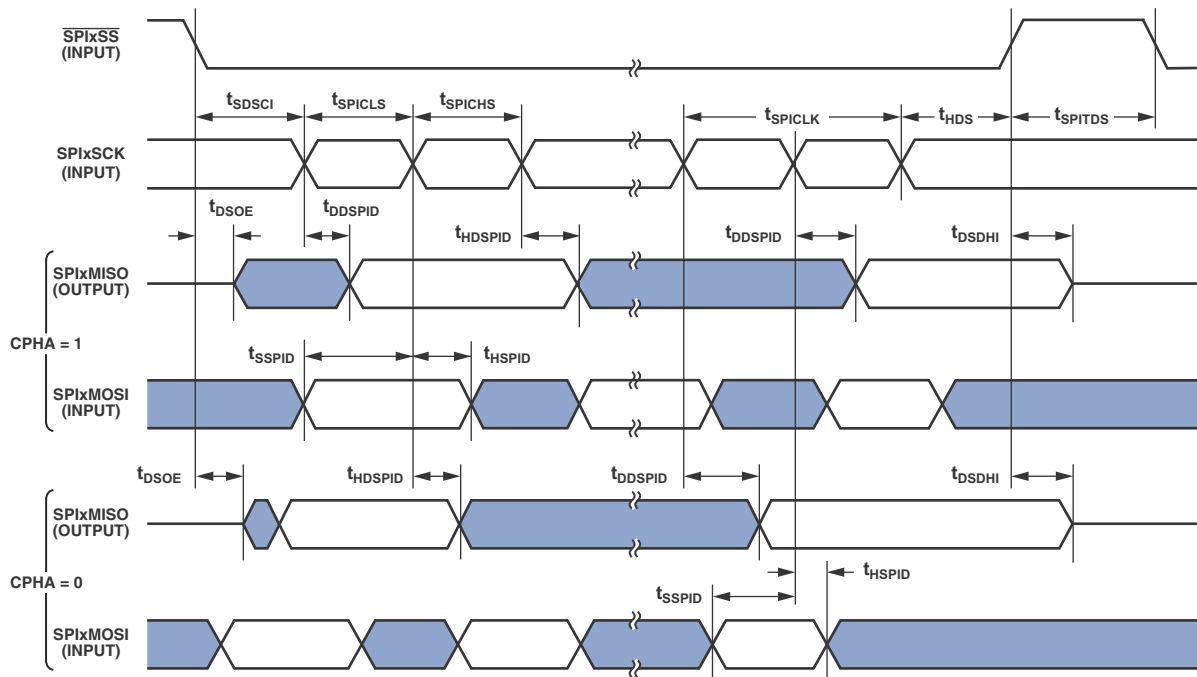 SPIxSS
(INPUT)
tSDSCI tSPICLS tSPICHS tSPICLK tHDS tSPITDS
SPIxSCK
(INPUT)
tDSOE tDDSPID tHDSPID tDDSPID tDSDHI
SPIxMISO
(OUTPUT)
CPHA = 1
tSSPID tHSPID
SPIxMOSI
(INPUT)
tDSOE tHDSPID tDDSPID tDSDHI
SPIxMISO
(OUTPUT)
CPHA = 0
tHSPID
tSSPID
SPIxMOSI
(INPUT)